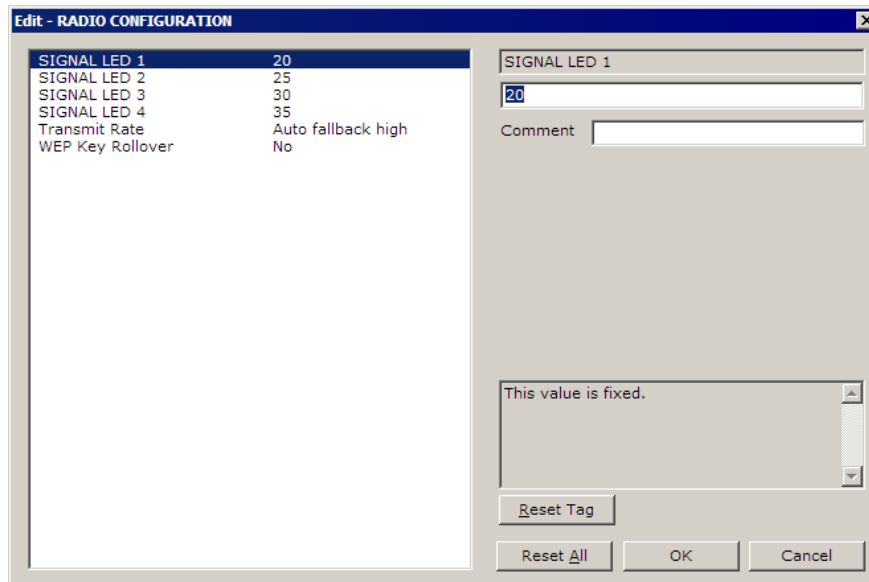 Edit - RADIO CONFIGURATION
SIGNAL LED 1 20
SIGNAL LED 2 25
SIGNAL LED 3 30
SIGNAL LED 4 35
Transmit Rate Auto fallback high
WEP Key Rollover No
SIGNAL LED 1
20
Comment
This value is fixed.
Reset Tag
Reset All OK Cancel